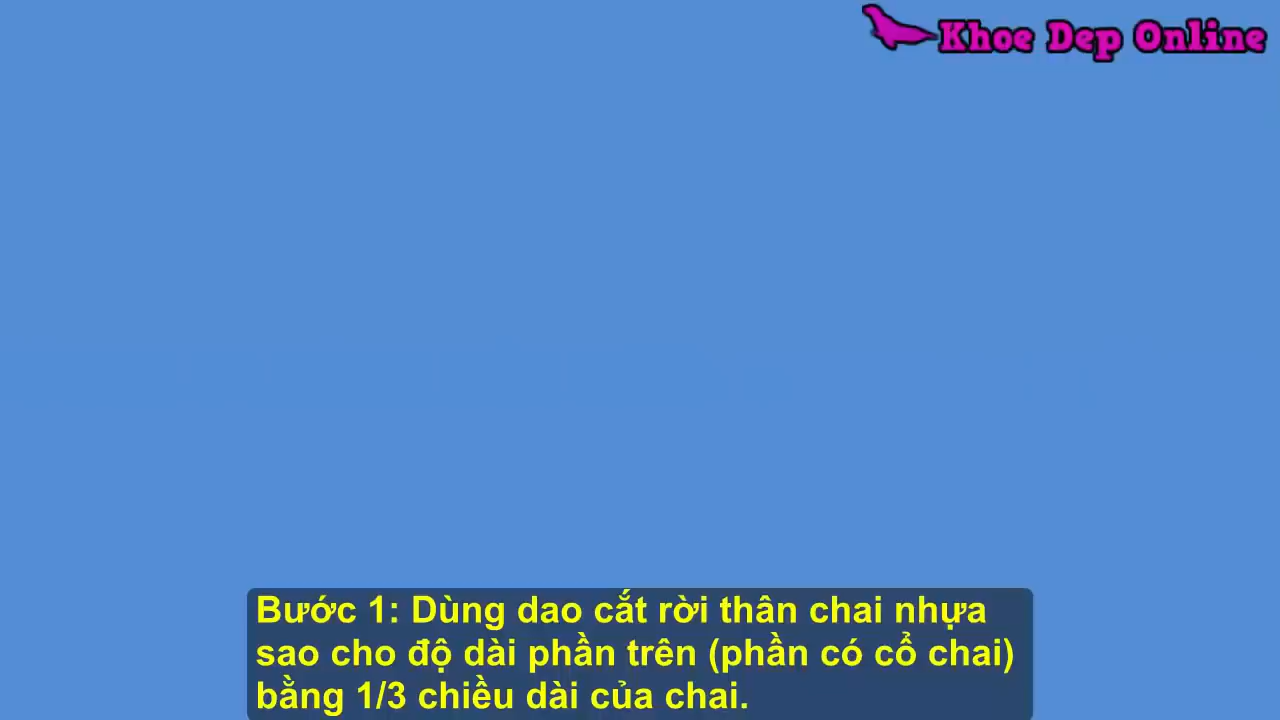 Khoe Dep Online
Bước 1: Dùng dao cắt rời thân chai nhựa
sao cho độ dài phần trên (phần có cổ chai)
bằng 1/3 chiều dài của chai.